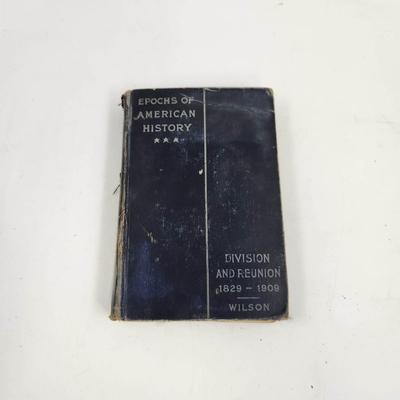 EPOCHS OF
AMERICAN
HISTORY
★ ★ ★
DIVISION
AND REUNION
1829 – 1909
WILSON